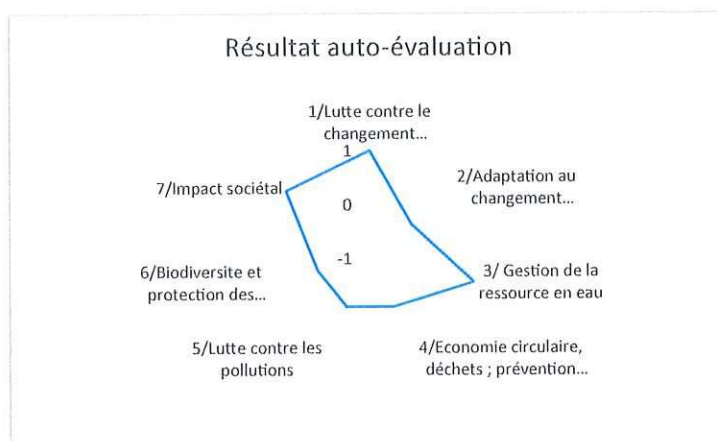 Résultat auto-évaluation
1/Lutte contre le
changement...
1
2/Adaptation au
changement...
7/Impact sociétal
0
-1
3/ Gestion de la
ressource en eau
6/Biodiversite et
protection des...
5/Lutte contre les
pollutions
4/Economie circulaire,
déchets ; prévention...